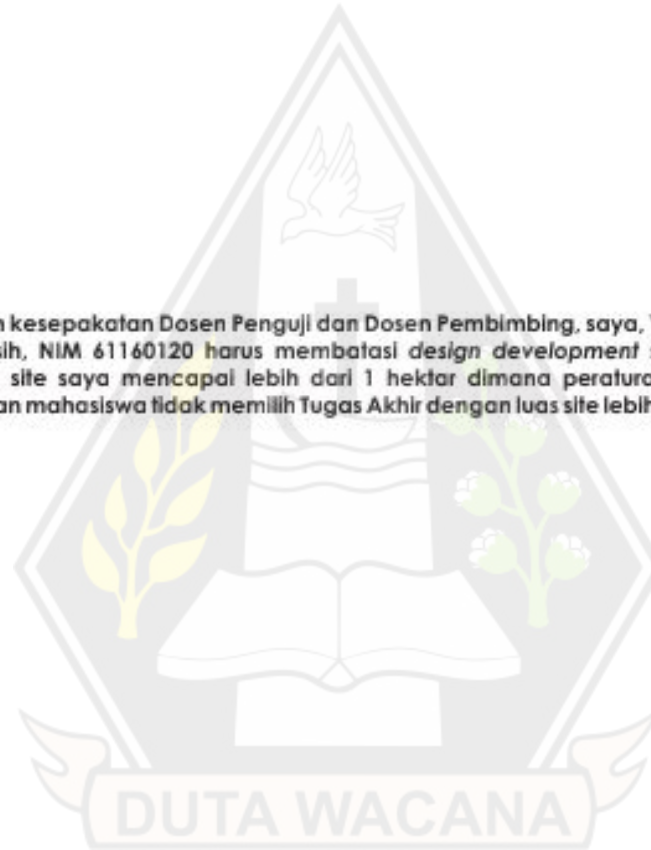 n kesepakatan Dosen Penguji dan Dosen Pembimbing, saya,
sih, NIM 61160120 harus membatasi design development
site saya mencapai lebih dari 1 hektar dimana peratura
an mahasiswa tidak memilih Tugas Akhir dengan luas site lebih
DUTA WACANA